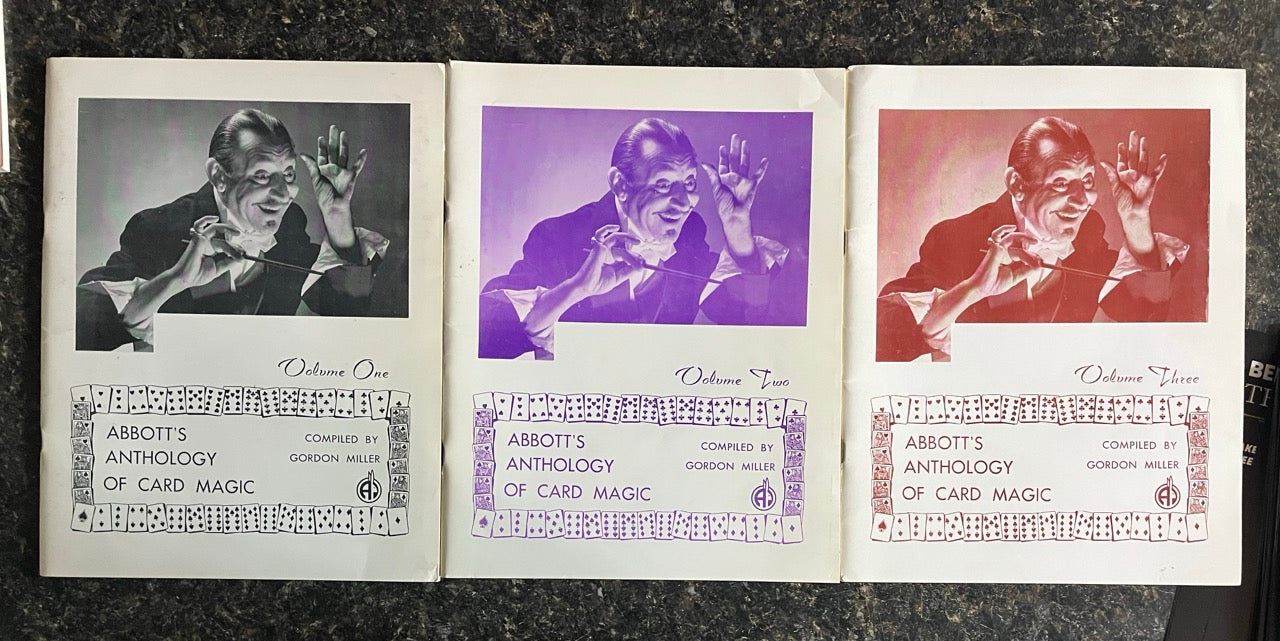 Volume One
ABBOTT'S
ANTHOLOGY
OF CARD MAGIC
COMPILED BY
GORDON MILLER
Volume Two
ABBOTT'S
ANTHOLOGY
OF CARD MAGIC
COMPILED BY
GORDON MILLER
Volume Three
ABBOTT'S
ANTHOLOGY
OF CARD MAGIC
COMPILED BY
GORDON MILLER